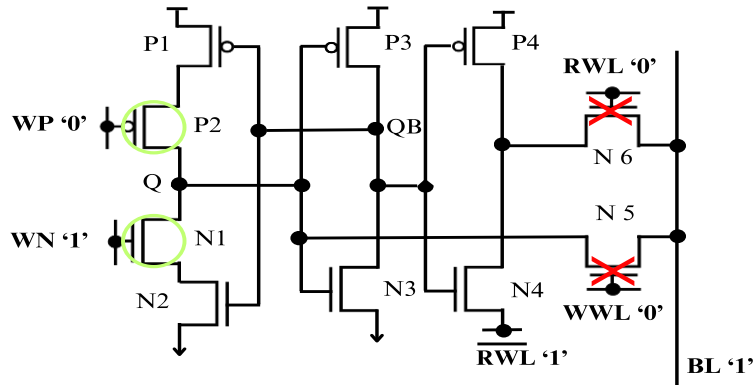 P1
P3
P4
RWL ‘0’
WP ‘0’
P2
QB
N 6
Q
N 5
WN ‘1’
N1
N2
N3
N4
WWL ‘0’
RWL ‘1’
BL ‘1’